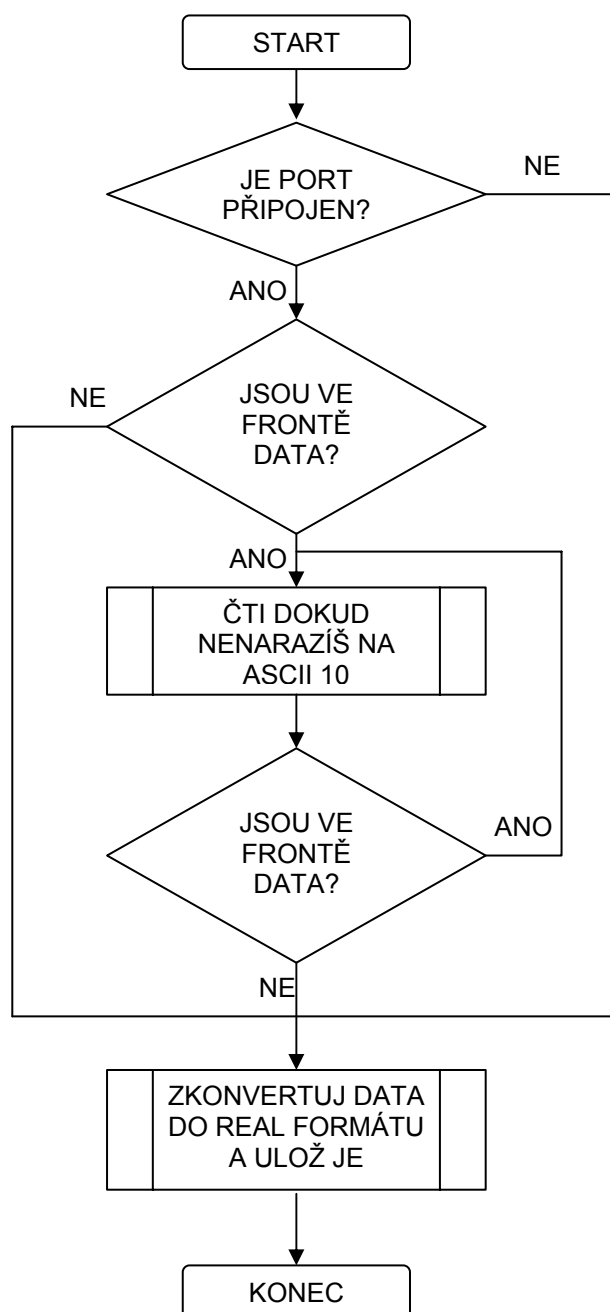 START
JE PORT
PŘIPOJEN?
NE
ANO
JSOU VE
FRONTĚ
DATA?
NE
ANO
ČTI DOKUD
NENARAZÍŠ NA
ASCII 10
JSOU VE
FRONTĚ
DATA?
ANO
NE
ZKONVERTUJ DATA
DO REAL FORMÁTU
A ULOŽ JE
KONEC